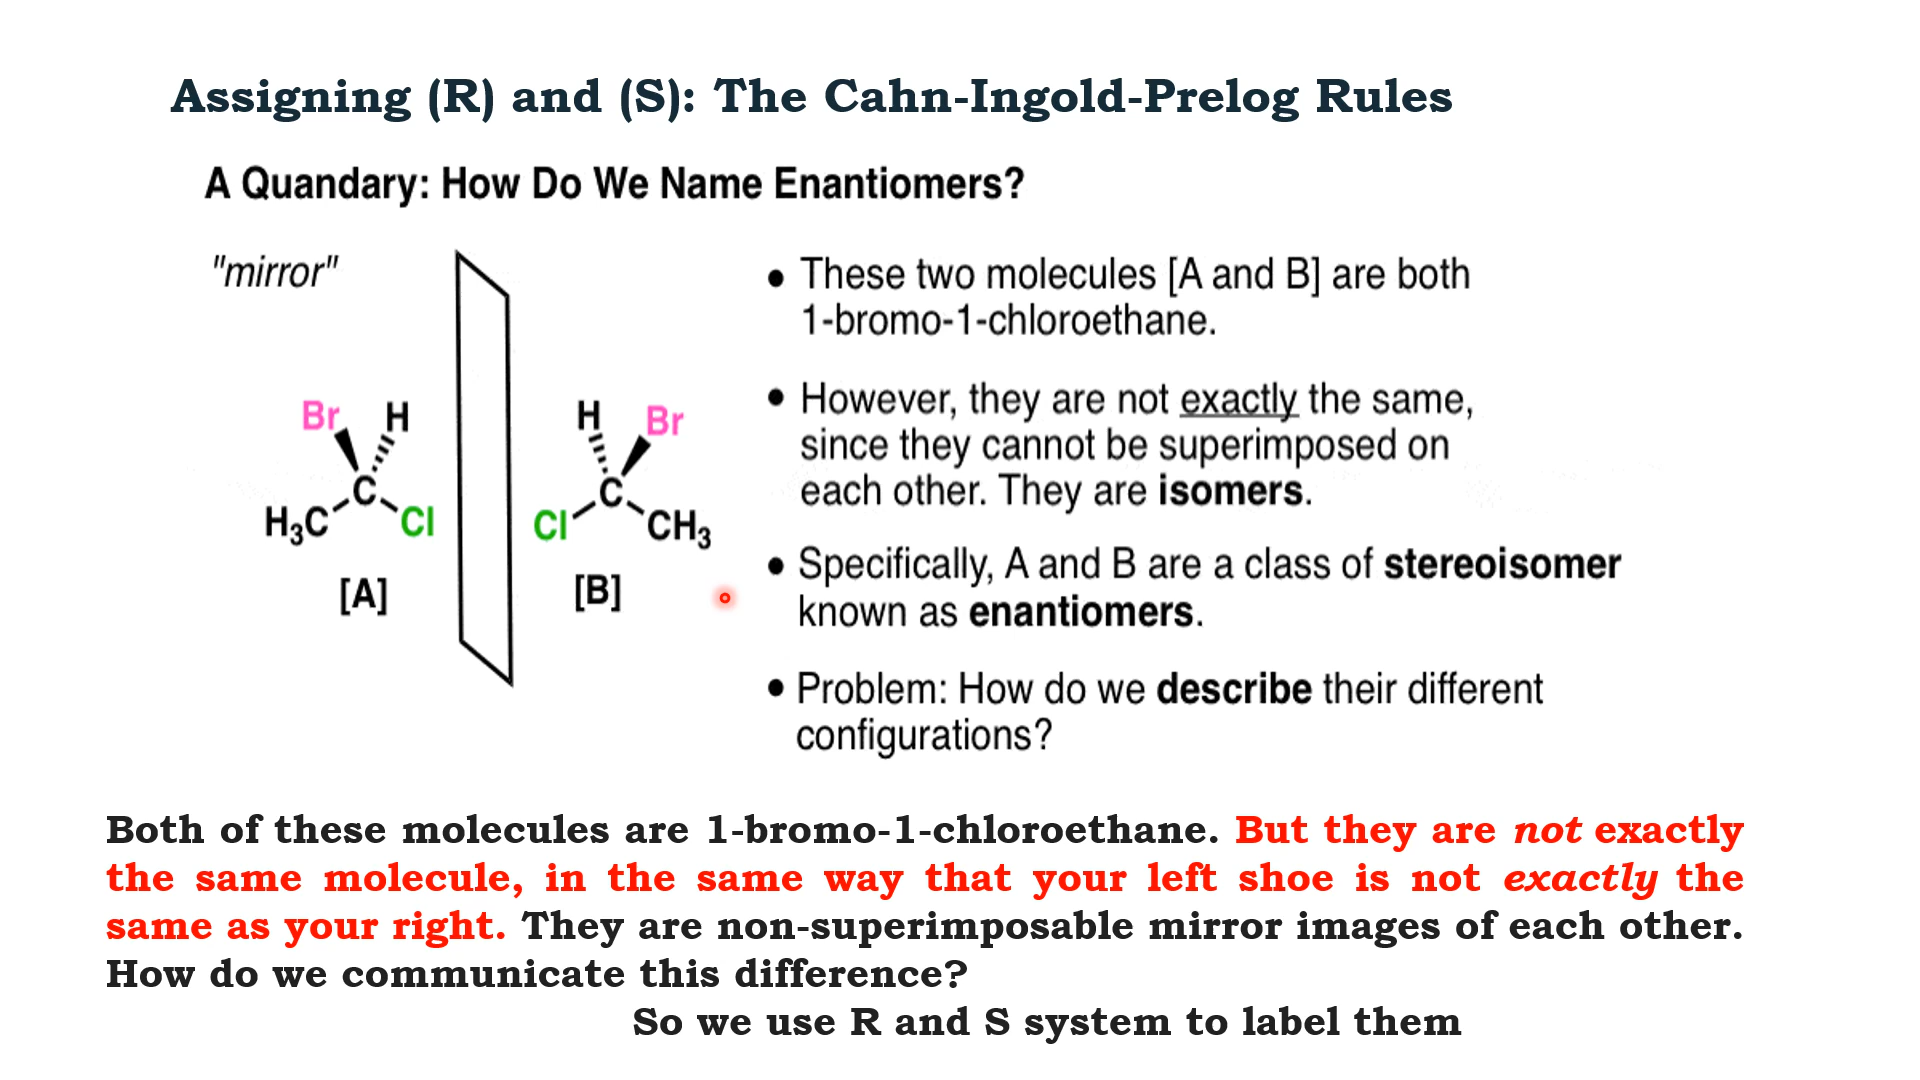 Assigning (R) and (S): The Cahn-Ingold-Prelog Rules
A Quandary: How Do We Name Enantiomers?
"mirror"
Br H
C
H₃C Cl
[A]
H Br
C
Cl CH₃
[B]
• These two molecules [A and B] are both
1-bromo-1-chloroethane.
• However, they are not exactly the same,
since they cannot be superimposed on
each other. They are isomers.
• Specifically, A and B are a class of stereoisomer
known as enantiomers.
• Problem: How do we describe their different
configurations?
Both of these molecules are 1-bromo-1-chloroethane. But they are not exactly
the same molecule, in the same way that your left shoe is not exactly the
same as your right. They are non-superimposable mirror images of each other.
How do we communicate this difference?
So we use R and S system to label them